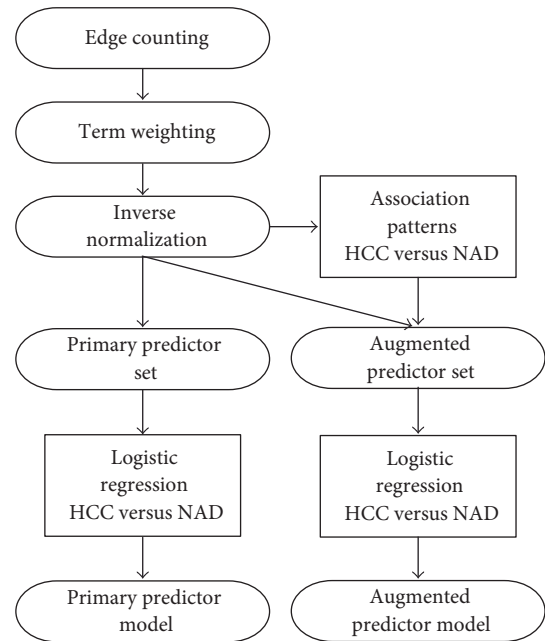 Edge counting
Term weighting
Inverse
normalization
Association
patterns
HCC versus NAD
Primary predictor
set
Augmented
predictor set
Logistic
regression
HCC versus NAD
Logistic
regression
HCC versus NAD
Primary predictor
model
Augmented
predictor model